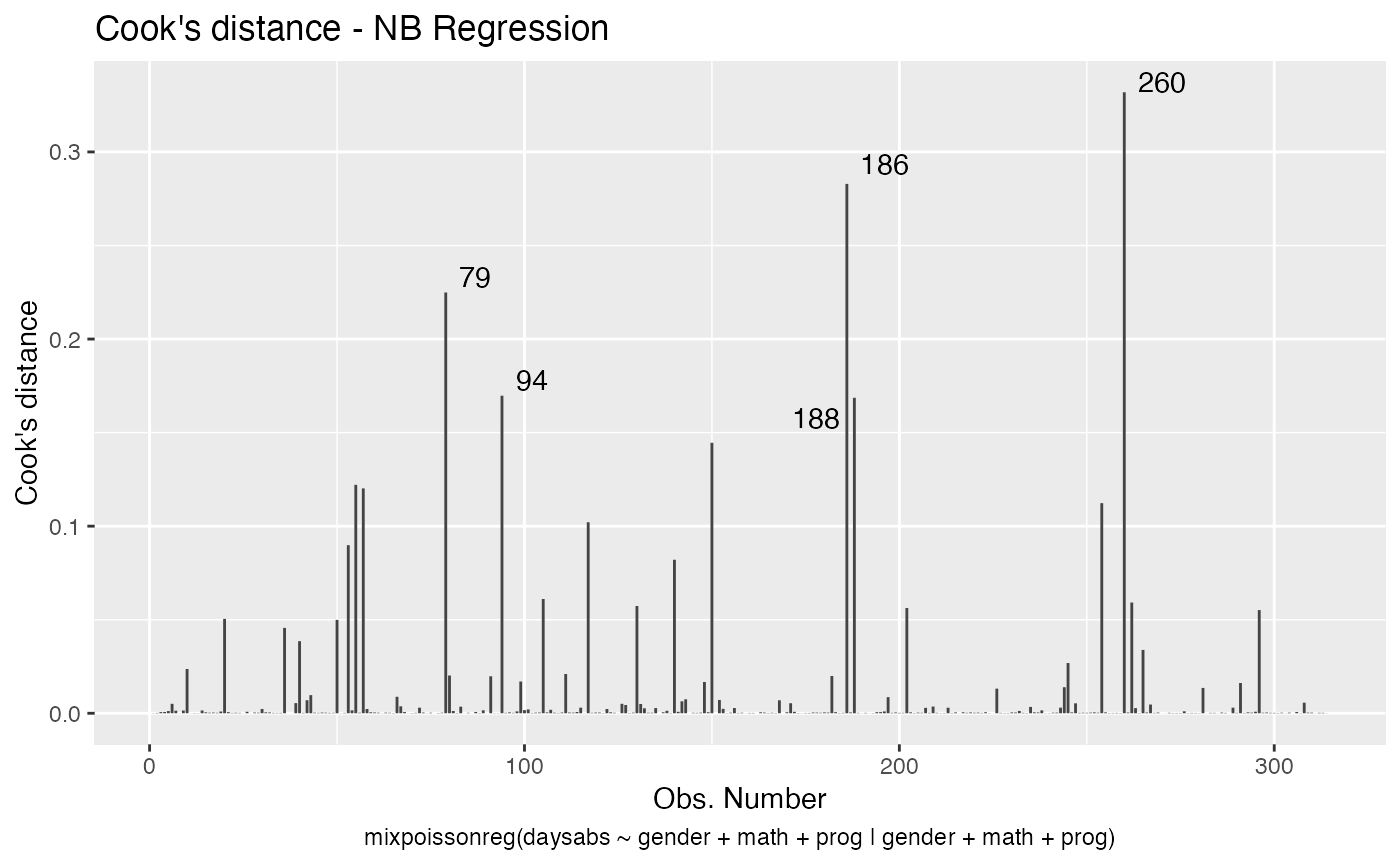 Cook's distance - NB Regression
260
0.3
186
79
0.2
94
188
0.1
0.0
Cook's distance
0 100 200 300
Obs. Number
mixpoissonreg(daysabs ~ gender + math + prog | gender + math + prog)